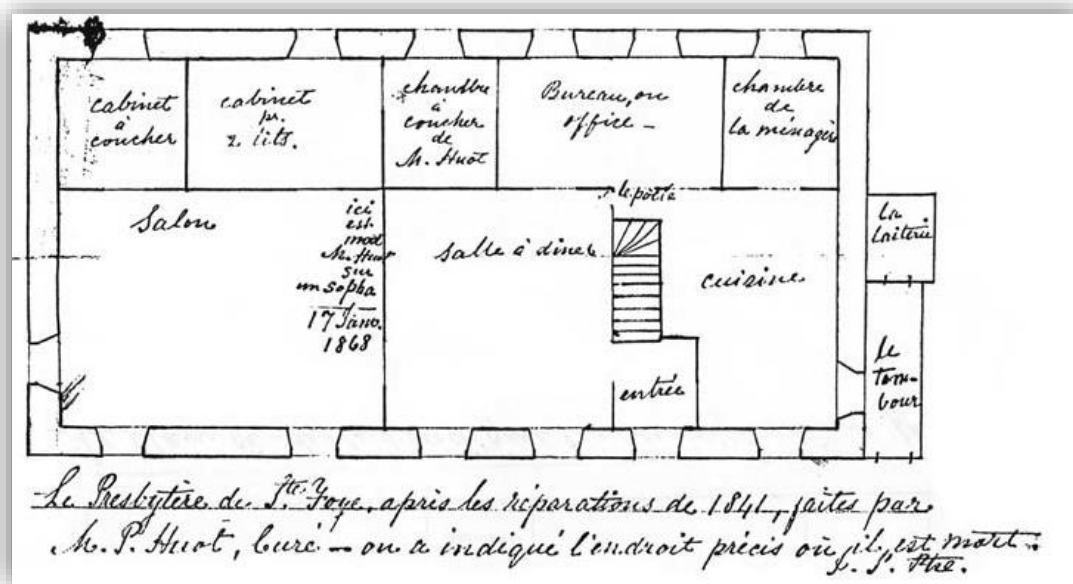 cabinet
à
coucher
cabinet
pr.
2 lits.
chambre
à
coucher
de
M. Huot
Bureau, ou
office —
chambre
de
la ménagère
Salon
ici
est
mort
M. Huot
sur
un sopha
17 Janv.
1868
salle à diner
le poële
cuisine
entrée
la
laiterie
le
tam-
bour
Le Presbytère de Ste. Foye, après les réparations de 1841, faites par
M. P. Huot, Curé — on a indiqué l'endroit précis où il est mort.
Ptre.